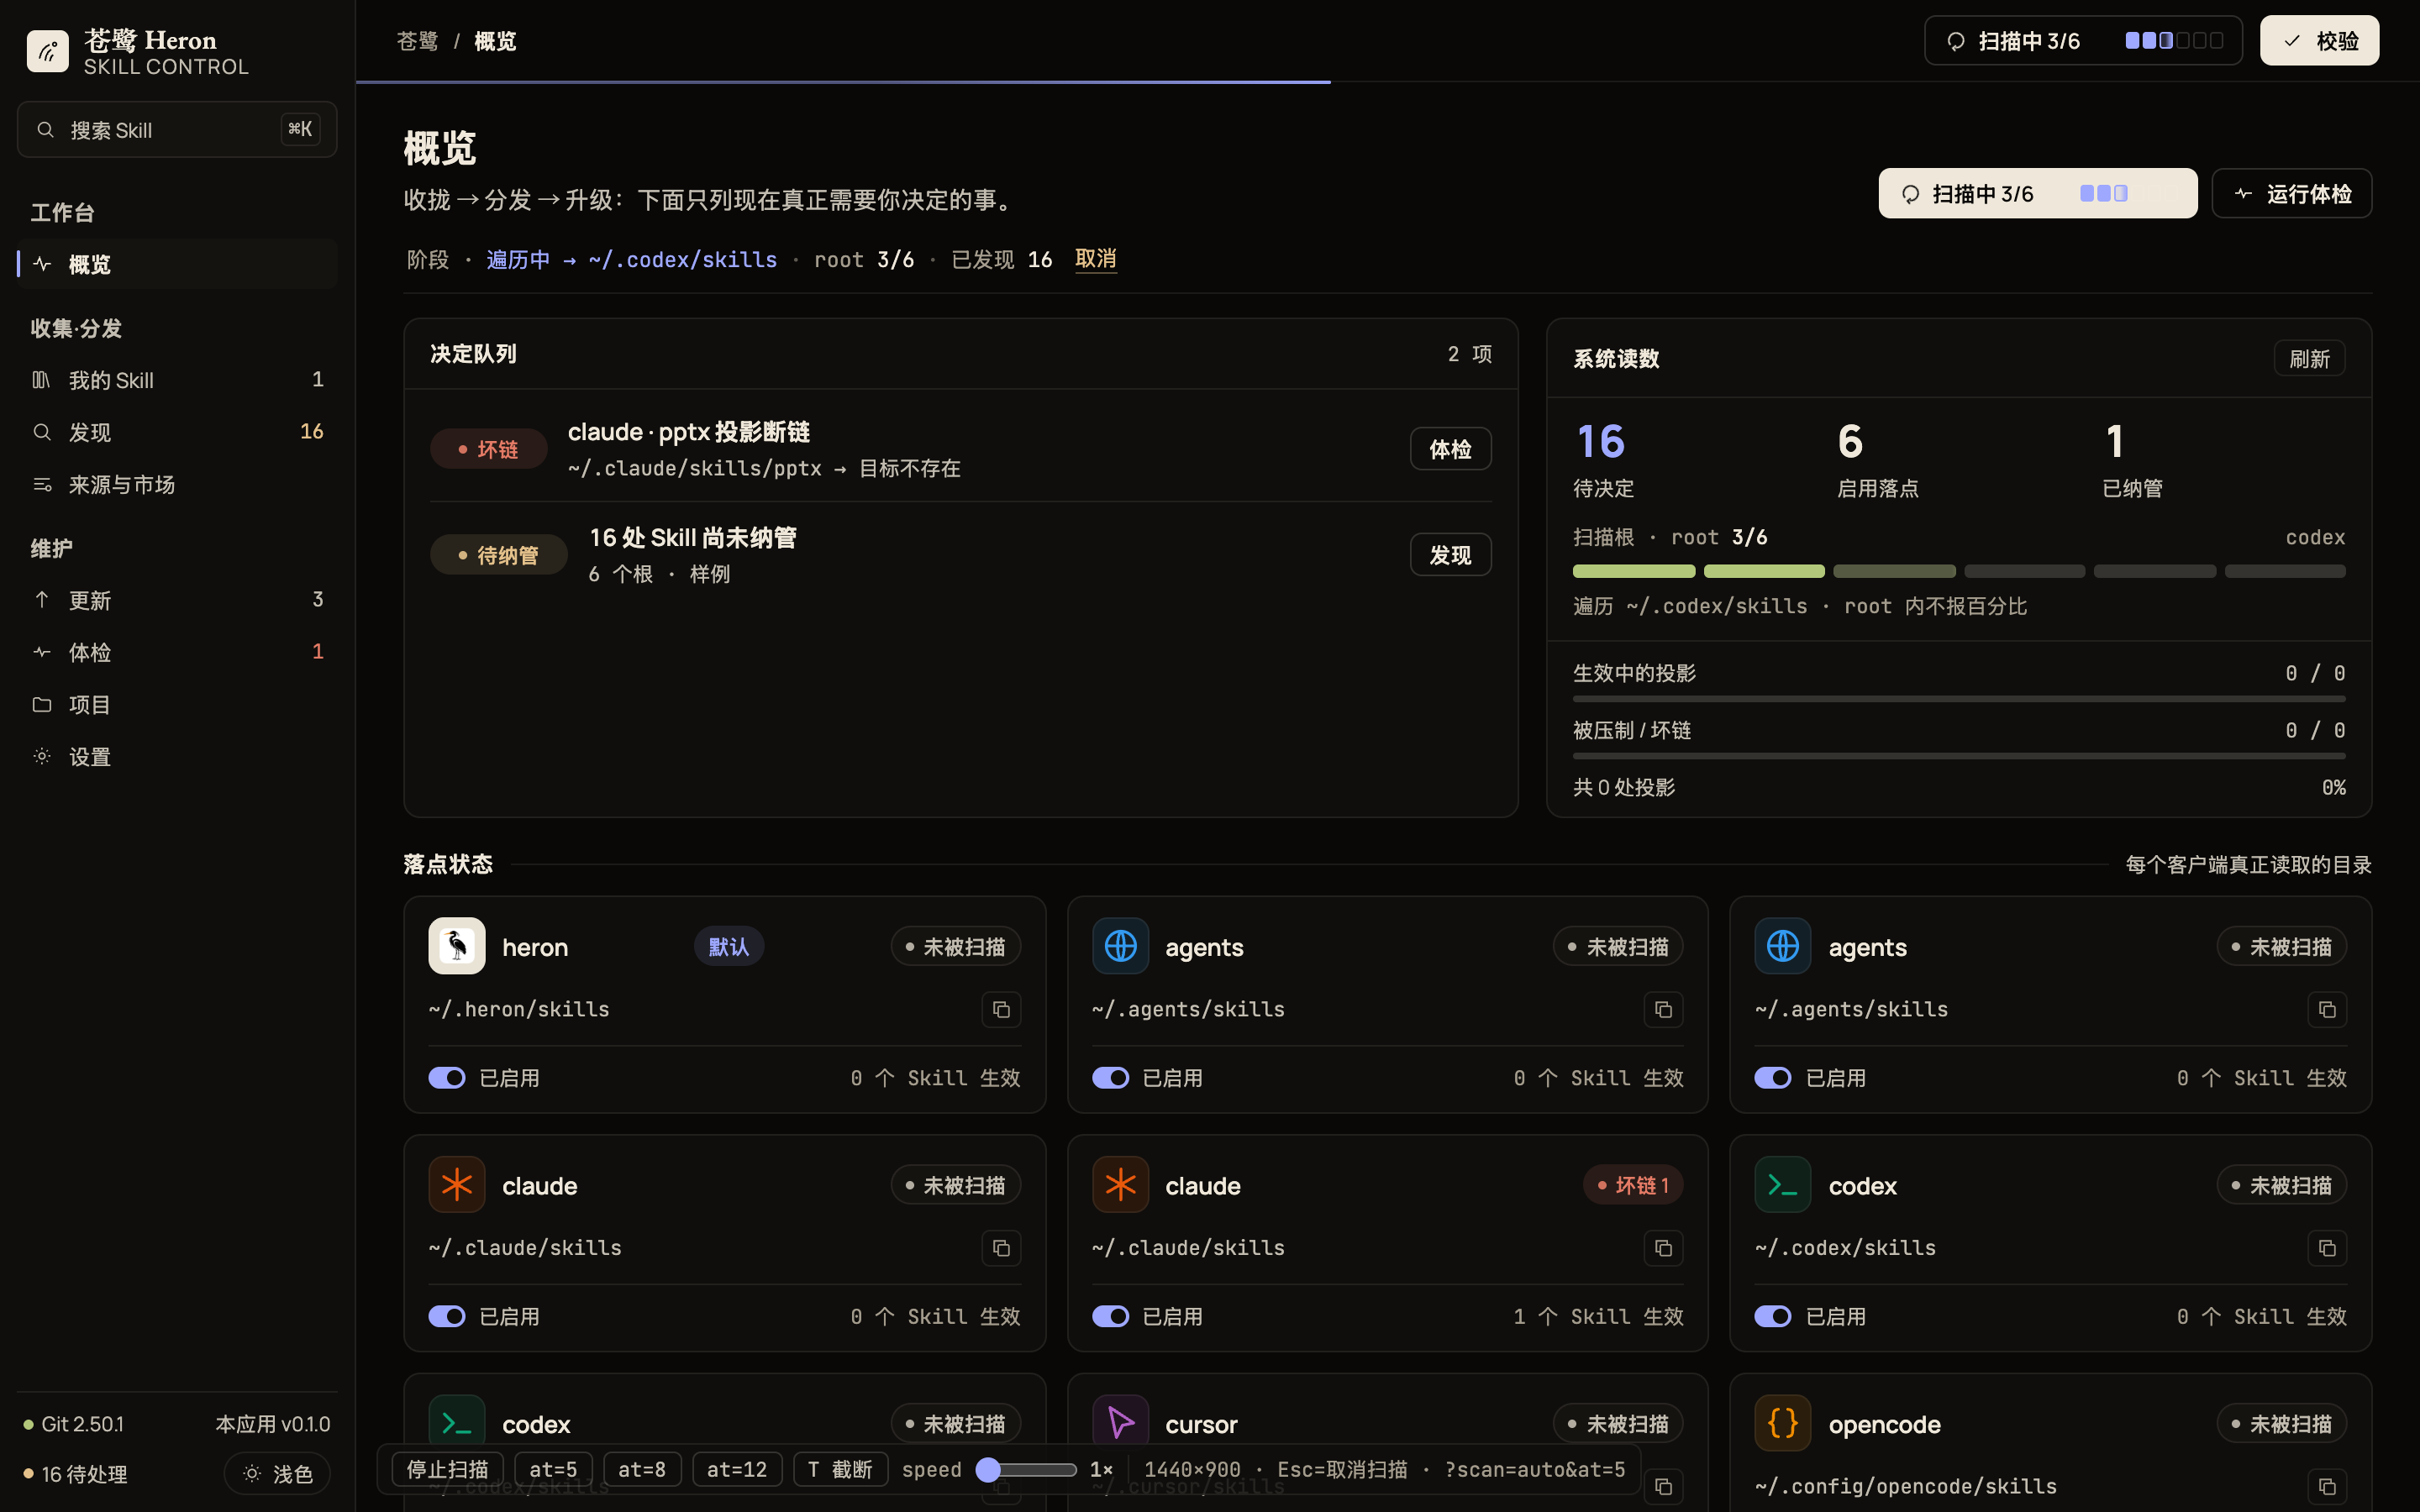 苍鹭 Heron
SKILL CONTROL
搜索 Skill ⌘K
工作台
概览
收集·分发
我的 Skill 1
发现 16
来源与市场
维护
更新 3
体检 1
项目
设置
Git 2.50.1 本应用 v0.1.0
16 待处理 浅色
苍鹭 / 概览
扫描中 3/6
校验
概览
收拢 → 分发 → 升级：下面只列现在真正需要你决定的事。
扫描中 3/6
运行体检
阶段 · 遍历中 → ~/.codex/skills · root 3/6 · 已发现 16 取消
决定队列 2 项
坏链
claude · pptx 投影断链
~/.claude/skills/pptx → 目标不存在
体检
待纳管
16 处 Skill 尚未纳管
6 个根 · 样例
发现
系统读数 刷新
16 6 1
待决定 启用落点 已纳管
扫描根 · root 3/6 codex
遍历 ~/.codex/skills · root 内不报百分比
生效中的投影 0 / 0
被压制 / 坏链 0 / 0
共 0 处投影 0%
落点状态 每个客户端真正读取的目录
heron 默认 未被扫描
~/.heron/skills
已启用 0 个 Skill 生效
agents 未被扫描
~/.agents/skills
已启用 0 个 Skill 生效
agents 未被扫描
~/.agents/skills
已启用 0 个 Skill 生效
claude 未被扫描
~/.claude/skills
已启用 0 个 Skill 生效
claude 坏链 1
~/.claude/skills
已启用 1 个 Skill 生效
codex 未被扫描
~/.codex/skills
已启用 0 个 Skill 生效
codex 未被扫描
~/.codex/skills
cursor 未被扫描
~/.cursor/skills
opencode 未被扫描
~/.config/opencode/skills
停止扫描 at=5 at=8 at=12 T 截断 speed 1× 1440×900 · Esc=取消扫描 · ?scan=auto&at=5